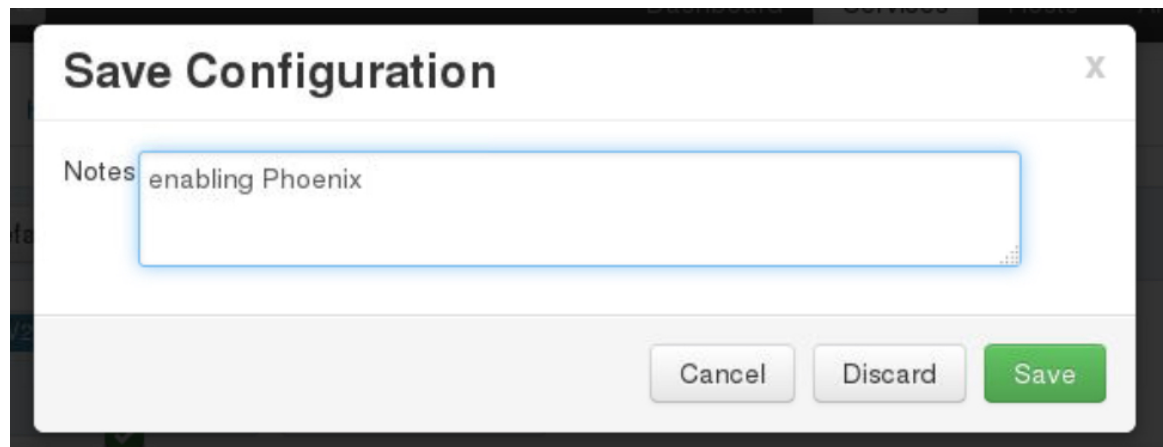 Save Configuration
x
Notes
enabling Phoenix
Cancel Discard Save